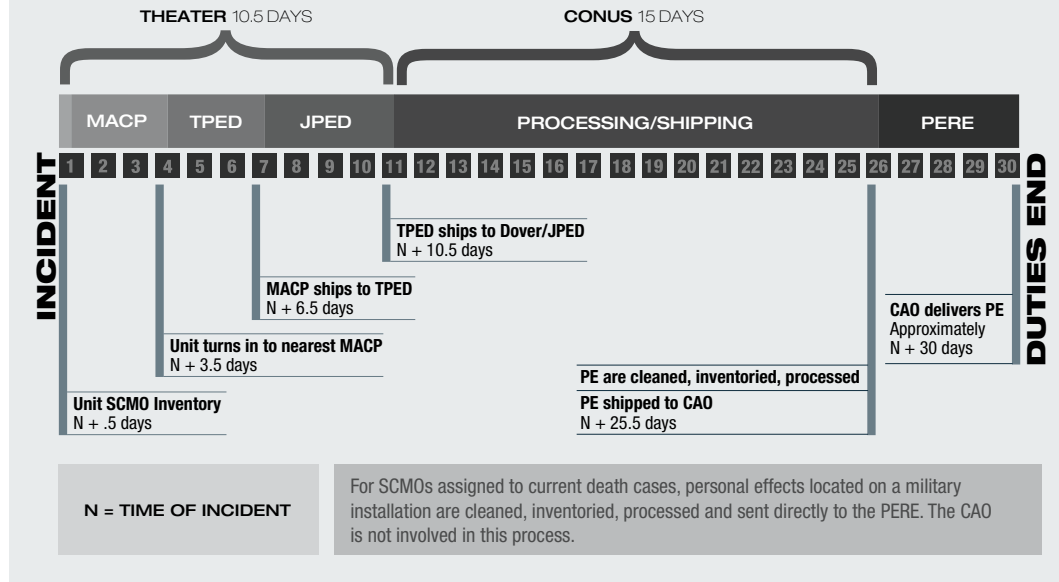 THEATER 10.5 DAYS
CONUS 15 DAYS
MACP TPED JPED PROCESSING/SHIPPING PERE
INCIDENT
1 2 3 4 5 6 7 8 9 10 11 12 13 14 15 16 17 18 19 20 21 22 23 24 25 26 27 28 29 30
DUTIES END
TPED ships to Dover/JPED
N + 10.5 days
MACP ships to TPED
N + 6.5 days
CAO delivers PE
Approximately
N + 30 days
Unit turns in to nearest MACP
N + 3.5 days
PE are cleaned, inventoried, processed
PE shipped to CAO
N + 25.5 days
Unit SCMO Inventory
N + .5 days
N = TIME OF INCIDENT
For SCMOs assigned to current death cases, personal effects located on a military
installation are cleaned, inventoried, processed and sent directly to the PERE. The CAO
is not involved in this process.